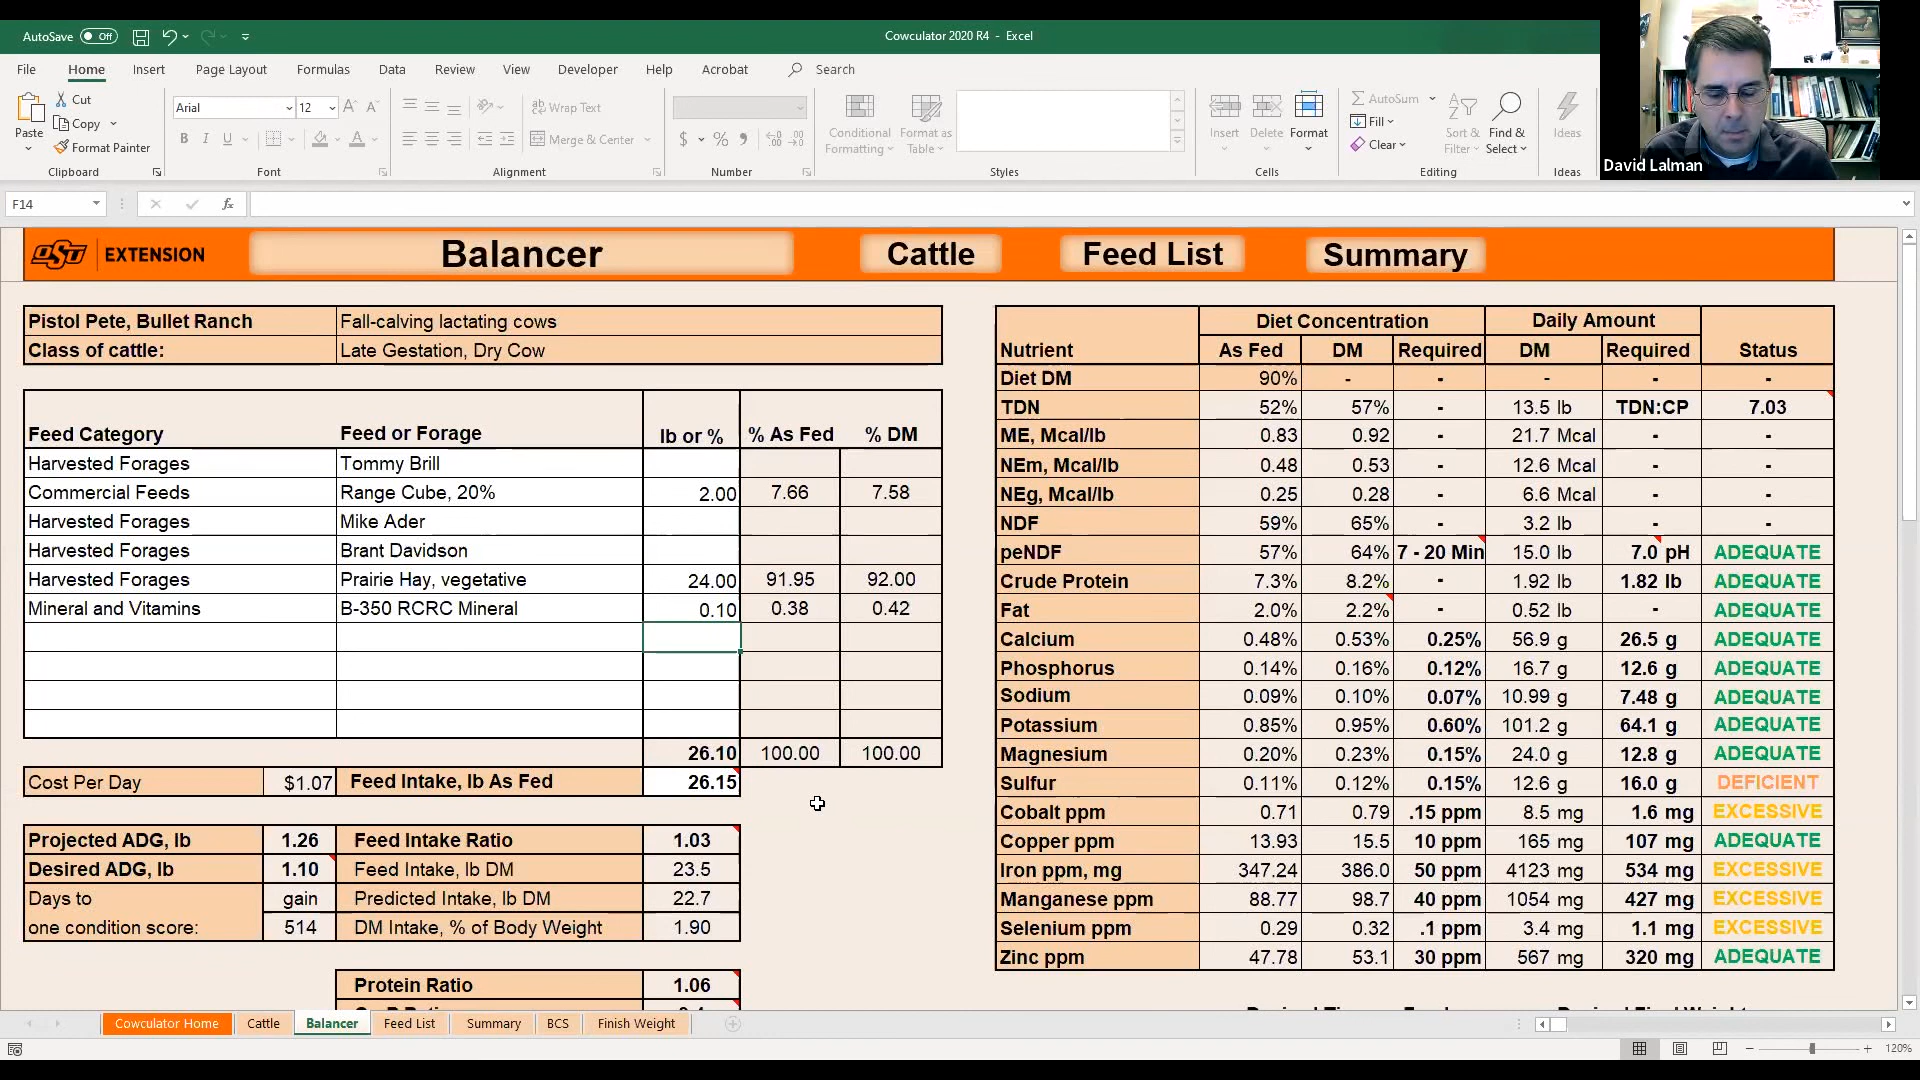 AutoSave Off
Cowculator 2020 R4 - Excel
File Home Insert Page Layout Formulas Data Review View Developer Help Acrobat Search
Paste
Cut
Copy
Format Painter
Clipboard
Arial 12
B I U
Font
Wrap Text
Merge & Center
Alignment
$ % 9
Number
Conditional Formatting
Format as Table
Styles
Insert Delete Format
Cells
AutoSum
Fill
Clear
Sort & Filter
Find & Select
Editing
Ideas
Ideas
David Lalman
F14 fx
OSU EXTENSION Balancer Cattle Feed List Summary
Pistol Pete, Bullet Ranch Fall-calving lactating cows
Class of cattle: Late Gestation, Dry Cow
Feed Category Feed or Forage lb or % % As Fed % DM
Harvested Forages Tommy Brill
Commercial Feeds Range Cube, 20% 2.00 7.66 7.58
Harvested Forages Mike Ader
Harvested Forages Brant Davidson
Harvested Forages Prairie Hay, vegetative 24.00 91.95 92.00
Mineral and Vitamins B-350 RCRC Mineral 0.10 0.38 0.42
26.10 100.00 100.00
Cost Per Day $1.07 Feed Intake, lb As Fed 26.15
Projected ADG, lb 1.26 Feed Intake Ratio 1.03
Desired ADG, lb 1.10 Feed Intake, lb DM 23.5
Days to gain Predicted Intake, lb DM 22.7
one condition score: 514 DM Intake, % of Body Weight 1.90
Protein Ratio 1.06
Diet Concentration Daily Amount
Nutrient As Fed DM Required DM Required Status
Diet DM 90% - - - - -
TDN 52% 57% - 13.5 lb TDN:CP 7.03
ME, Mcal/lb 0.83 0.92 - 21.7 Mcal - -
NEm, Mcal/lb 0.48 0.53 - 12.6 Mcal - -
NEg, Mcal/lb 0.25 0.28 - 6.6 Mcal - -
NDF 59% 65% - 3.2 lb - -
peNDF 57% 64% 7 - 20 Min 15.0 lb 7.0 pH ADEQUATE
Crude Protein 7.3% 8.2% - 1.92 lb 1.82 lb ADEQUATE
Fat 2.0% 2.2% - 0.52 lb - ADEQUATE
Calcium 0.48% 0.53% 0.25% 56.9 g 26.5 g ADEQUATE
Phosphorus 0.14% 0.16% 0.12% 16.7 g 12.6 g ADEQUATE
Sodium 0.09% 0.10% 0.07% 10.99 g 7.48 g ADEQUATE
Potassium 0.85% 0.95% 0.60% 101.2 g 64.1 g ADEQUATE
Magnesium 0.20% 0.23% 0.15% 24.0 g 12.8 g ADEQUATE
Sulfur 0.11% 0.12% 0.15% 12.6 g 16.0 g DEFICIENT
Cobalt ppm 0.71 0.79 .15 ppm 8.5 mg 1.6 mg EXCESSIVE
Copper ppm 13.93 15.5 10 ppm 165 mg 107 mg ADEQUATE
Iron ppm, mg 347.24 386.0 50 ppm 4123 mg 534 mg EXCESSIVE
Manganese ppm 88.77 98.7 40 ppm 1054 mg 427 mg EXCESSIVE
Selenium ppm 0.29 0.32 .1 ppm 3.4 mg 1.1 mg EXCESSIVE
Zinc ppm 47.78 53.1 30 ppm 567 mg 320 mg ADEQUATE
Cowculator Home Cattle Balancer Feed List Summary BCS Finish Weight
120%